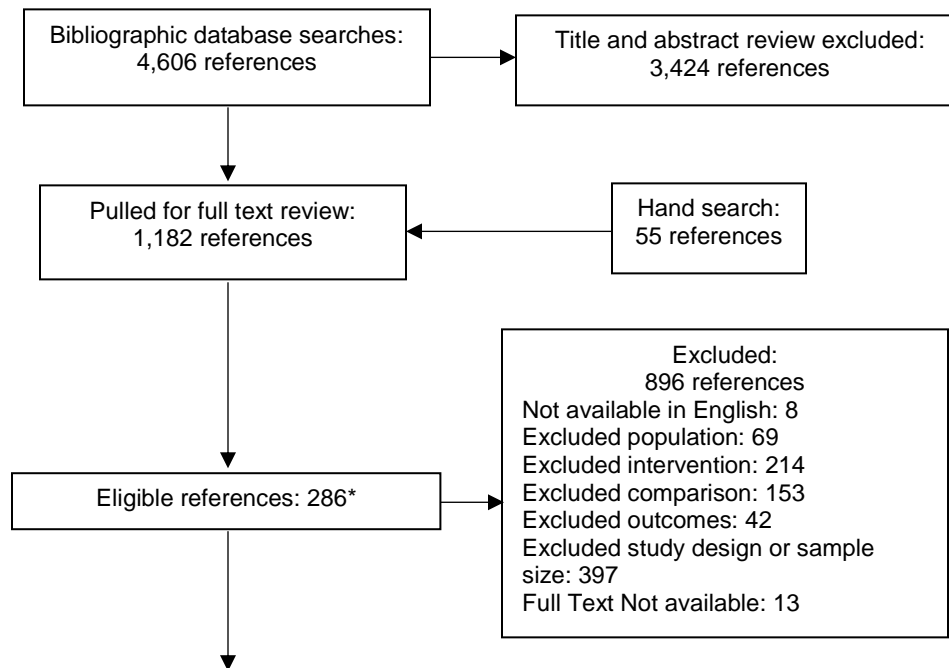 Bibliographic database searches:
4,606 references
Title and abstract review excluded:
3,424 references
Pulled for full text review:
1,182 references
Hand search:
55 references
Excluded:
896 references
Not available in English: 8
Excluded population: 69
Excluded intervention: 214
Excluded comparison: 153
Excluded outcomes: 42
Excluded study design or sample
size: 397
Full Text Not available: 13
Eligible references: 286*